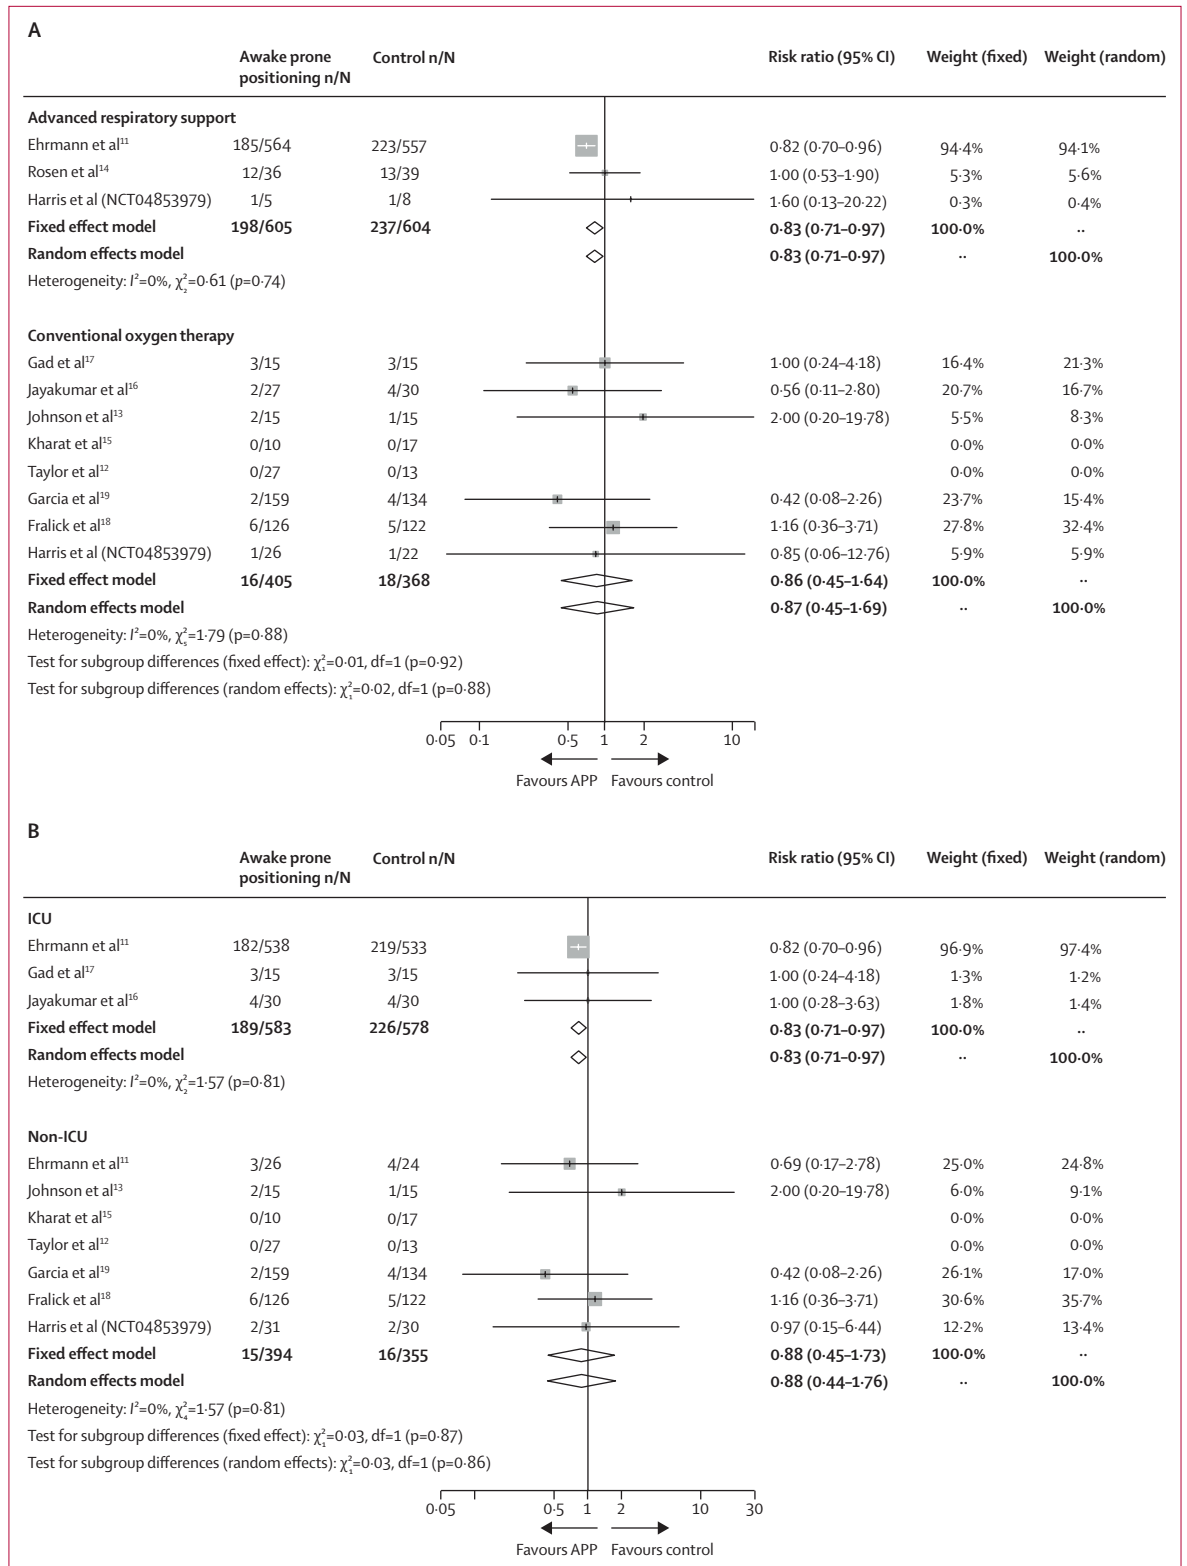 A
Awake prone positioning n/N Control n/N Risk ratio (95% CI) Weight (fixed) Weight (random)
Advanced respiratory support
Ehrmann et al¹¹ 185/564 223/557 0·82 (0·70–0·96) 94·4% 94·1%
Rosen et al¹⁴ 12/36 13/39 1·00 (0·53–1·90) 5·3% 5·6%
Harris et al (NCT04853979) 1/5 1/8 1·60 (0·13–20·22) 0·3% 0·4%
Fixed effect model 198/605 237/604 0·83 (0·71–0·97) 100·0% ··
Random effects model 0·83 (0·71–0·97) ·· 100·0%
Heterogeneity: I²=0%, χ²₂=0·61 (p=0·74)
Conventional oxygen therapy
Gad et al¹⁷ 3/15 3/15 1·00 (0·24–4·18) 16·4% 21·3%
Jayakumar et al¹⁶ 2/27 4/30 0·56 (0·11–2·80) 20·7% 16·7%
Johnson et al¹³ 2/15 1/15 2·00 (0·20–19·78) 5·5% 8·3%
Kharat et al¹⁵ 0/10 0/17 0·0% 0·0%
Taylor et al¹² 0/27 0/13 0·0% 0·0%
Garcia et al¹⁹ 2/159 4/134 0·42 (0·08–2·26) 23·7% 15·4%
Fralick et al¹⁸ 6/126 5/122 1·16 (0·36–3·71) 27·8% 32·4%
Harris et al (NCT04853979) 1/26 1/22 0·85 (0·06–12·76) 5·9% 5·9%
Fixed effect model 16/405 18/368 0·86 (0·45–1·64) 100·0% ··
Random effects model 0·87 (0·45–1·69) ·· 100·0%
Heterogeneity: I²=0%, χ²₅=1·79 (p=0·88)
Test for subgroup differences (fixed effect): χ²₁=0·01, df=1 (p=0·92)
Test for subgroup differences (random effects): χ²₁=0·02, df=1 (p=0·88)
0·05 0·1 0·5 1 2 10
Favours APP Favours control
B
Awake prone positioning n/N Control n/N Risk ratio (95% CI) Weight (fixed) Weight (random)
ICU
Ehrmann et al¹¹ 182/538 219/533 0·82 (0·70–0·96) 96·9% 97·4%
Gad et al¹⁷ 3/15 3/15 1·00 (0·24–4·18) 1·3% 1·2%
Jayakumar et al¹⁶ 4/30 4/30 1·00 (0·28–3·63) 1·8% 1·4%
Fixed effect model 189/583 226/578 0·83 (0·71–0·97) 100·0% ··
Random effects model 0·83 (0·71–0·97) ·· 100·0%
Heterogeneity: I²=0%, χ²₂=1·57 (p=0·81)
Non-ICU
Ehrmann et al¹¹ 3/26 4/24 0·69 (0·17–2·78) 25·0% 24·8%
Johnson et al¹³ 2/15 1/15 2·00 (0·20–19·78) 6·0% 9·1%
Kharat et al¹⁵ 0/10 0/17 0·0% 0·0%
Taylor et al¹² 0/27 0/13 0·0% 0·0%
Garcia et al¹⁹ 2/159 4/134 0·42 (0·08–2·26) 26·1% 17·0%
Fralick et al¹⁸ 6/126 5/122 1·16 (0·36–3·71) 30·6% 35·7%
Harris et al (NCT04853979) 2/31 2/30 0·97 (0·15–6·44) 12·2% 13·4%
Fixed effect model 15/394 16/355 0·88 (0·45–1·73) 100·0% ··
Random effects model 0·88 (0·44–1·76) ·· 100·0%
Heterogeneity: I²=0%, χ²₄=1·57 (p=0·81)
Test for subgroup differences (fixed effect): χ²₁=0·03, df=1 (p=0·87)
Test for subgroup differences (random effects): χ²₁=0·03, df=1 (p=0·86)
0·05 0·5 1 2 10 30
Favours APP Favours control